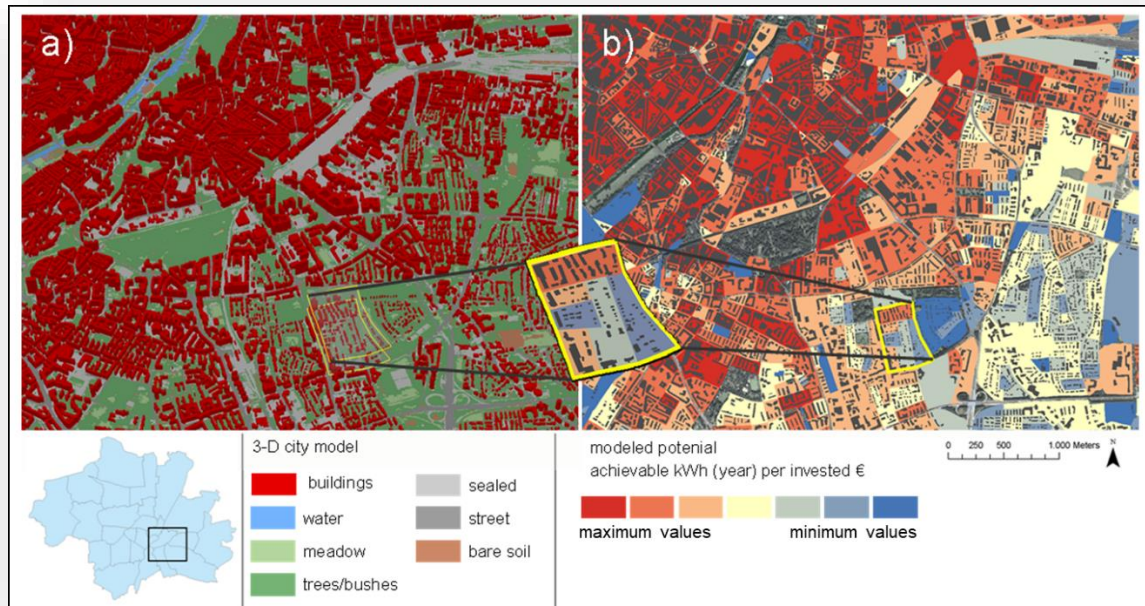 a)
b)
3-D city model
buildings
water
meadow
trees/bushes
sealed
street
bare soil
modeled potenial
achievable kWh (year) per invested €
maximum values
minimum values
0 250 500 1.000 Meters
N